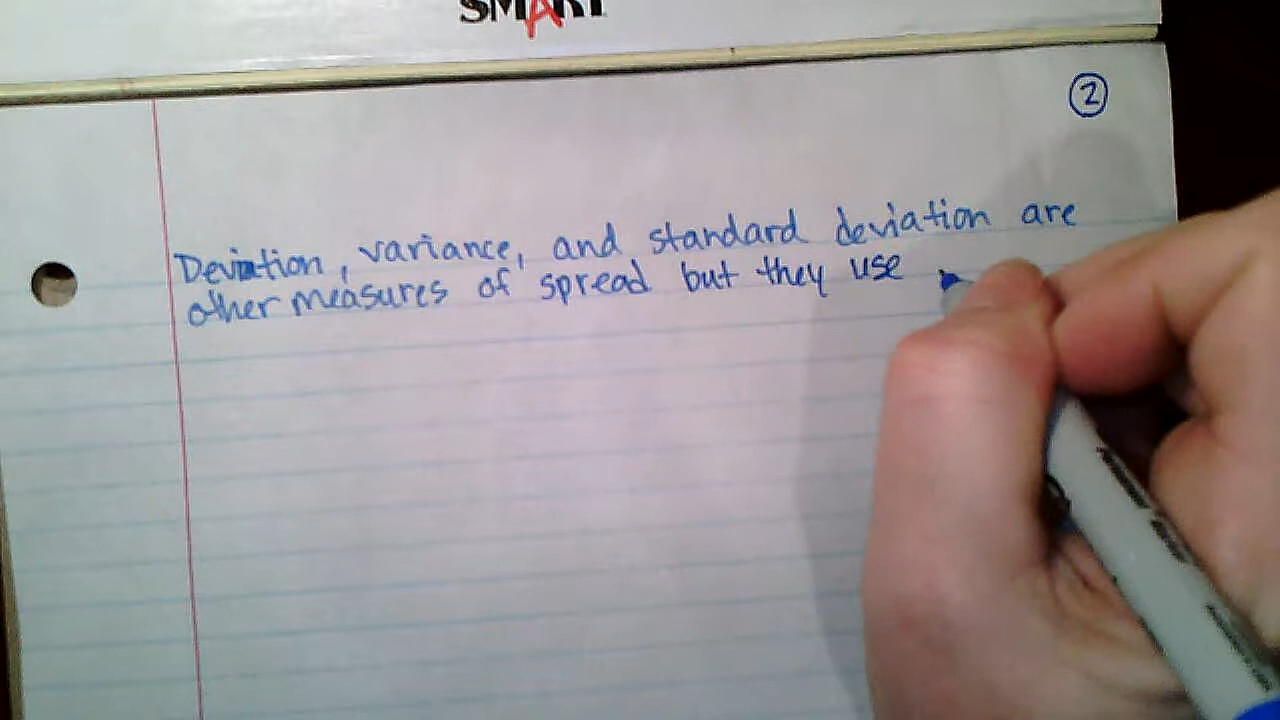 SMART
②
Deviation, variance, and standard deviation are
other measures of spread but they use